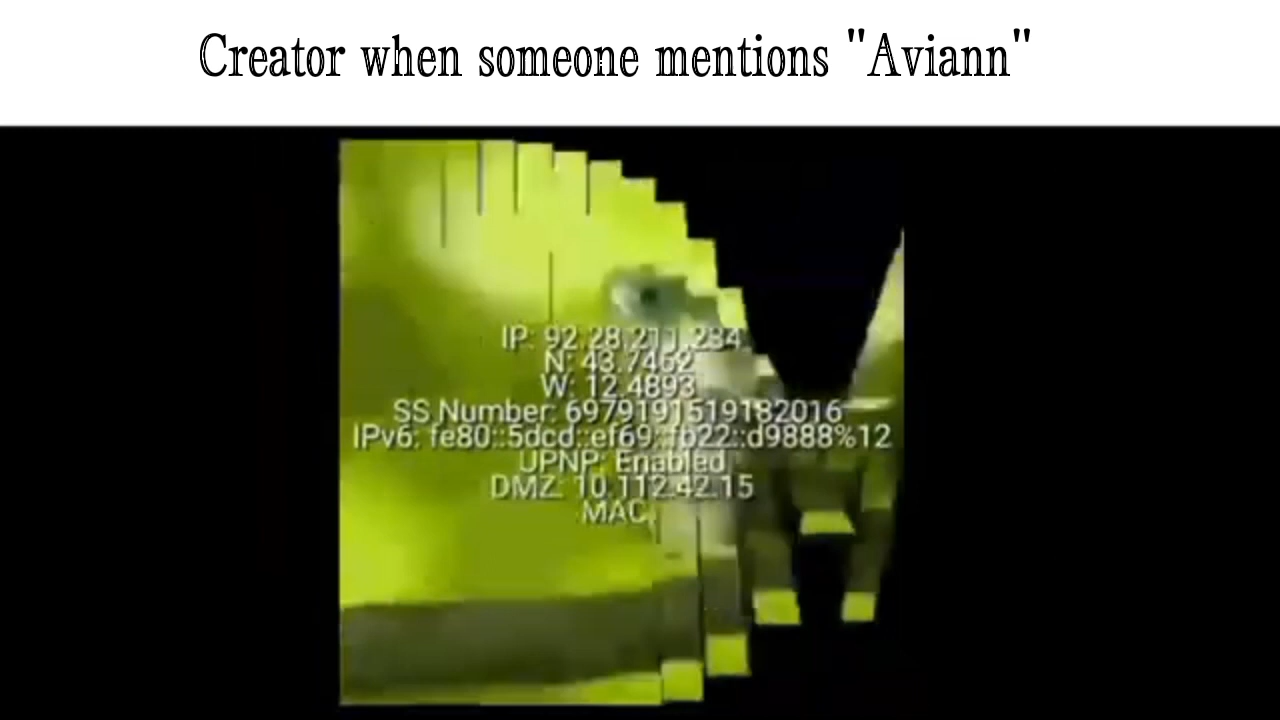 Creator when someone mentions "Aviann"
IP: 92.28.211.234
N: 43.7462
W: 12.4893
SS Number: 6979191519182016
IPv6: fe80::5dcd::ef69::fb22::d9888%12
UPNP: Enabled
DMZ: 10.112.42.15
MAC: